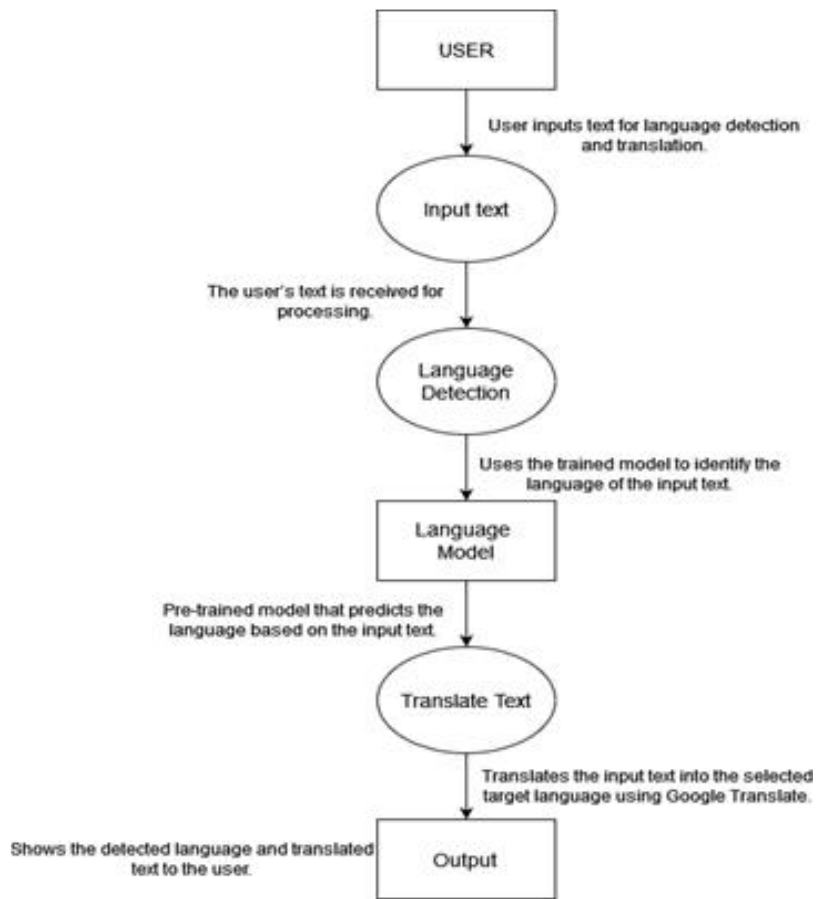 USER
User inputs text for language detection
and translation.
Input text
The user's text is received for
processing.
Language
Detection
Uses the trained model to identify the
language of the input text.
Language
Model
Pre-trained model that predicts the
language based on the input text.
Translate Text
Translates the input text into the selected
target language using Google Translate.
Shows the detected language and translated
text to the user.
Output